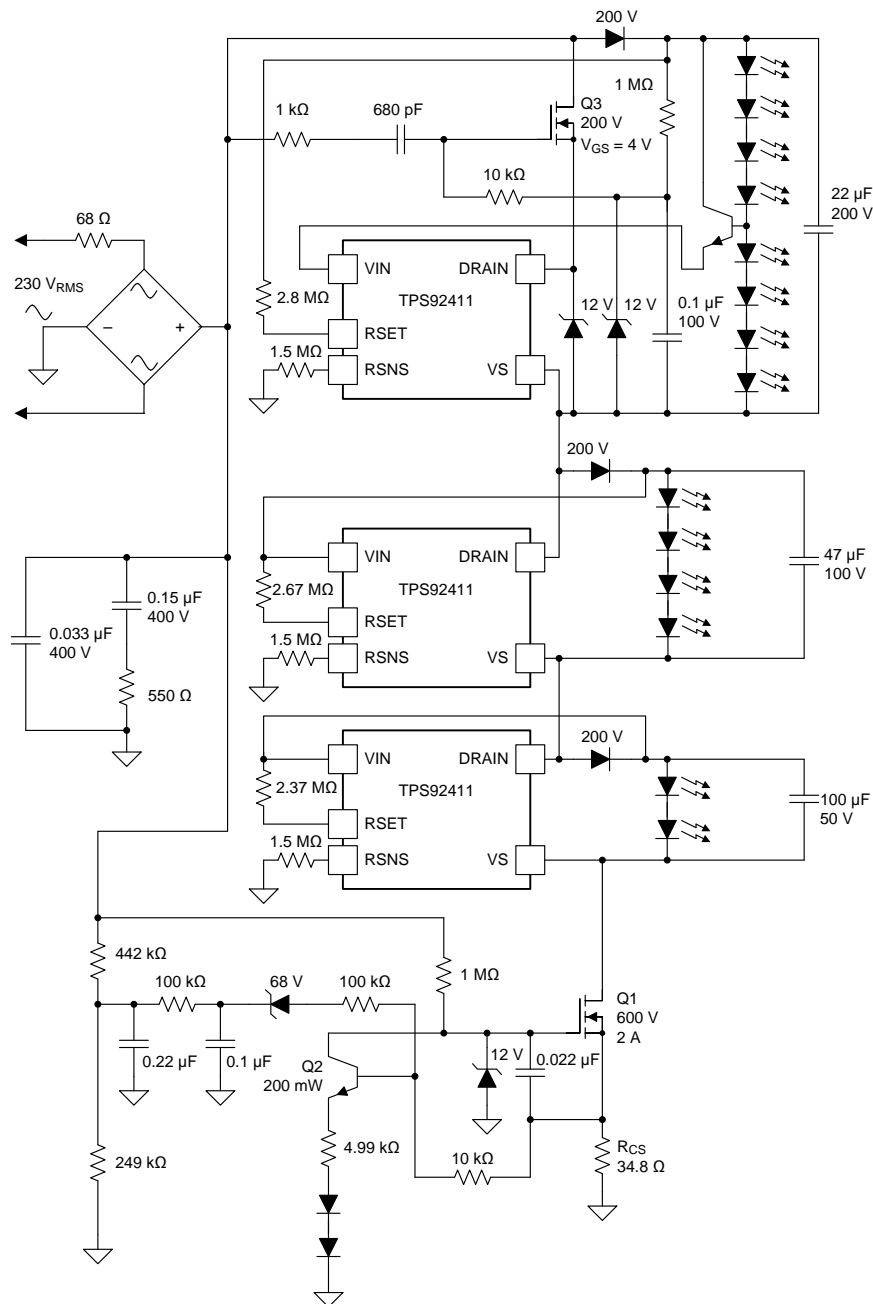 200 V
1 MΩ
Q3
200 V
VGS = 4 V
1 kΩ
680 pF
10 kΩ
22 µF
200 V
68 Ω
230 VRMS
–
+
VIN
DRAIN
2.8 MΩ
TPS92411
12 V
12 V
0.1 µF
100 V
RSET
1.5 MΩ
RSNS
VS
200 V
VIN
DRAIN
2.67 MΩ
TPS92411
47 µF
100 V
RSET
1.5 MΩ
RSNS
VS
0.15 µF
400 V
0.033 µF
400 V
550 Ω
200 V
VIN
DRAIN
2.37 MΩ
TPS92411
100 µF
50 V
RSET
1.5 MΩ
RSNS
VS
442 kΩ
100 kΩ
68 V
100 kΩ
1 MΩ
Q1
600 V
2 A
0.22 µF
0.1 µF
Q2
200 mW
12 V
0.022 µF
249 kΩ
4.99 kΩ
10 kΩ
RCS
34.8 Ω